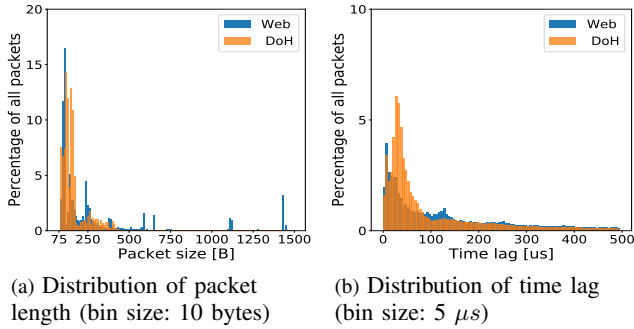 20
15
10
5
0
Percentage of all packets
Web
DoH
75 250 500 750 1000 1250 1500
Packet size [B]
(a) Distribution of packet
length (bin size: 10 bytes)
10
5
0
Percentage of all packets
Web
DoH
0 100 200 300 400 500
Time lag [us]
(b) Distribution of time lag
(bin size: 5 μs)